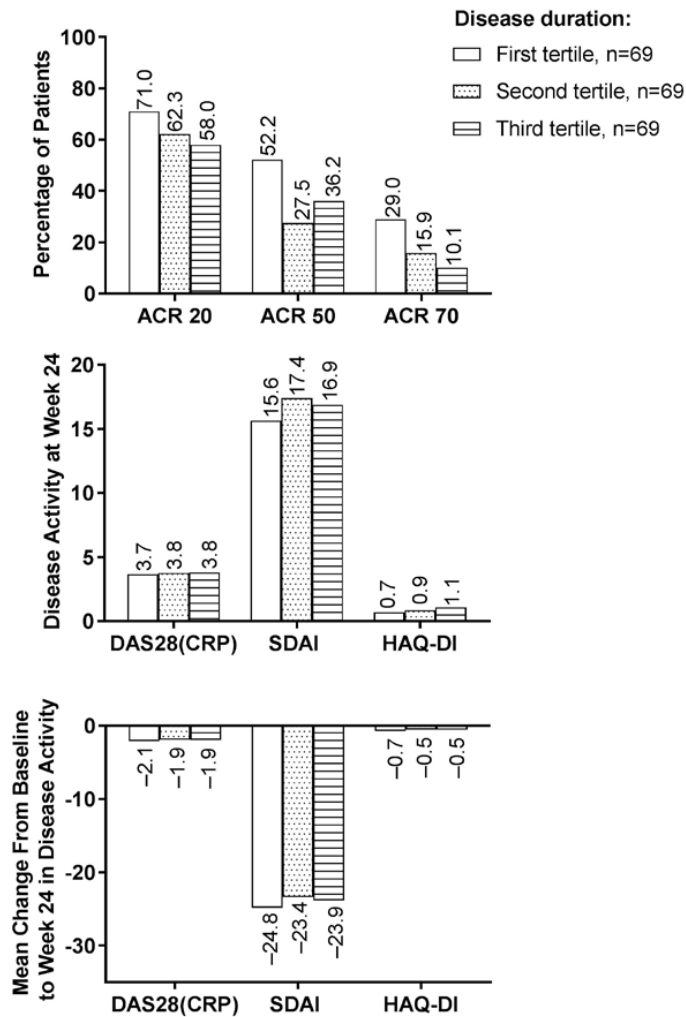 Disease duration:
First tertile, n=69
Second tertile, n=69
Third tertile, n=69
Percentage of Patients
100
80
60
40
20
0
71.0
62.3
58.0
52.2
27.5
36.2
29.0
15.9
10.1
ACR 20
ACR 50
ACR 70
Disease Activity at Week 24
20
15
10
5
0
3.7
3.8
3.8
15.6
17.4
16.9
0.7
0.9
1.1
DAS28(CRP)
SDAI
HAQ-DI
Mean Change From Baseline
to Week 24 in Disease Activity
0
-10
-20
-30
–2.1
–1.9
–1.9
–24.8
–23.4
–23.9
–0.7
–0.5
–0.5
DAS28(CRP)
SDAI
HAQ-DI